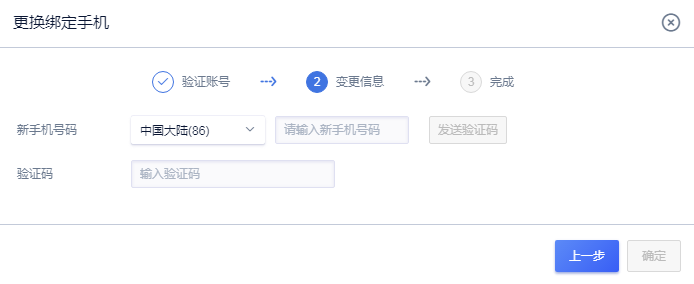 更换绑定手机
验证账号 2 变更信息 3 完成
新手机号码 中国大陆(86) 请输入新手机号码 发送验证码
验证码 输入验证码
上一步 确定